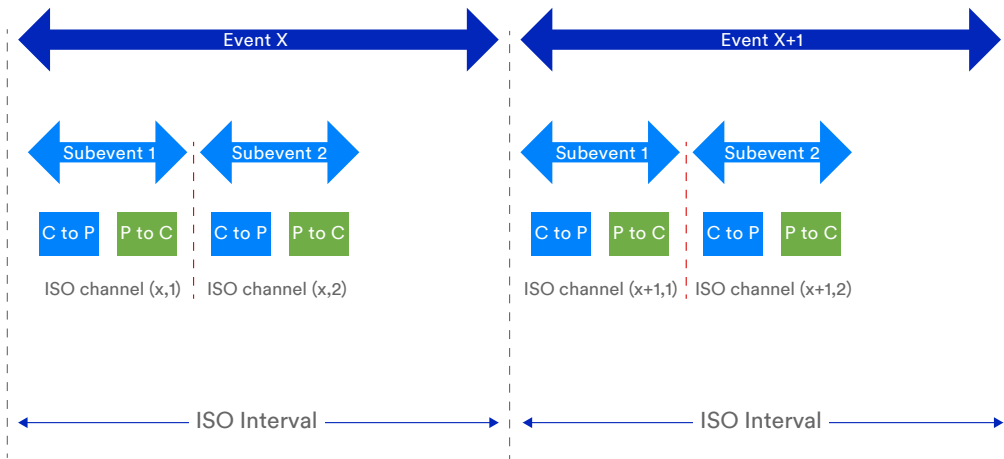 Event X
Event X+1
Subevent 1
Subevent 2
Subevent 1
Subevent 2
C to P
P to C
C to P
P to C
C to P
P to C
C to P
P to C
ISO channel (x,1)
ISO channel (x,2)
ISO channel (x+1,1)
ISO channel (x+1,2)
ISO Interval
ISO Interval